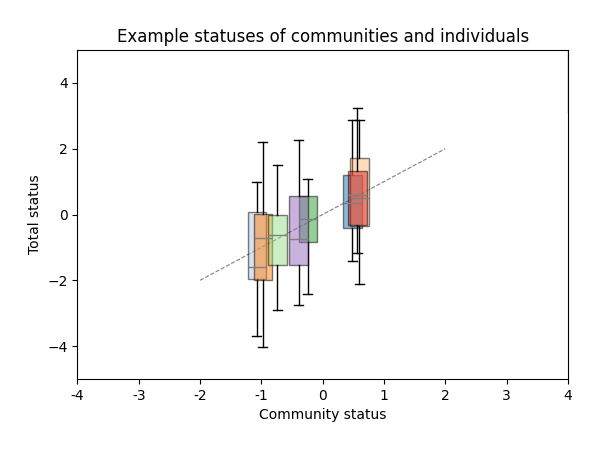 Example statuses of communities and individuals
Total status
4
2
0
−2
−4
-4 -3 -2 -1 0 1 2 3 4
Community status